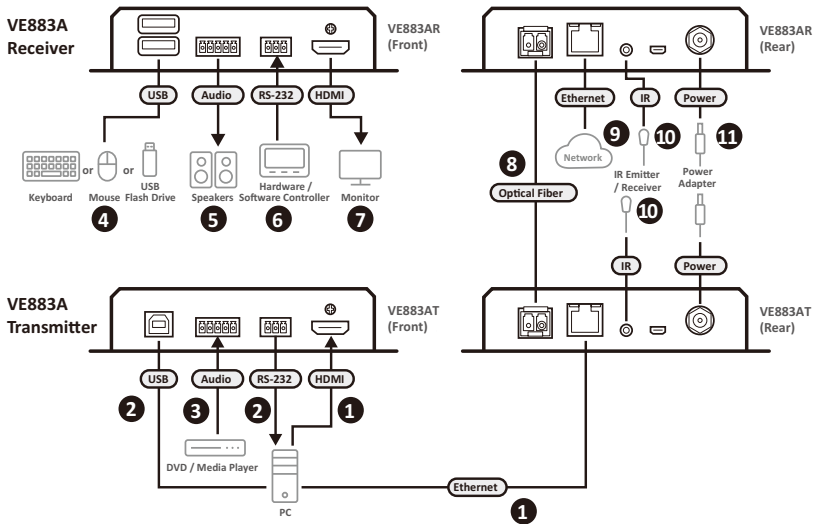 VE883A
Receiver
VE883AR
(Front)
USB
Audio
RS-232
HDMI
or
or
Keyboard
Mouse
USB
Flash Drive
Speakers
Hardware /
Software Controller
Monitor
4
5
6
7
VE883AR
(Rear)
Ethernet
IR
Power
9
10
11
Network
8
Optical Fiber
IR Emitter
/ Receiver
10
Power
Adapter
IR
Power
VE883A
Transmitter
VE883AT
(Front)
USB
Audio
RS-232
HDMI
2
3
2
1
DVD / Media Player
PC
VE883AT
(Rear)
Ethernet
1